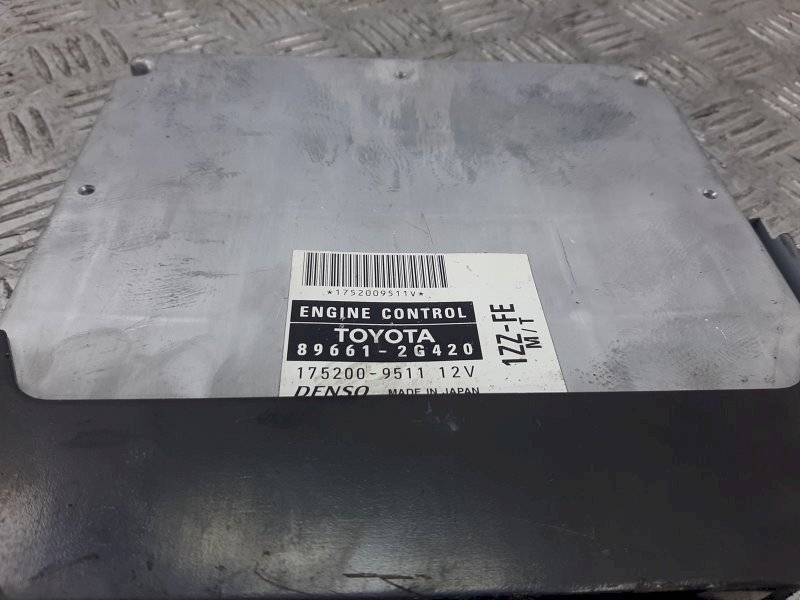 *1752009511V*
ENGINE CONTROL
TOYOTA
89661-2G420
175200-9511 12V
DENSO MADE IN JAPAN
1ZZ-FE
M/T